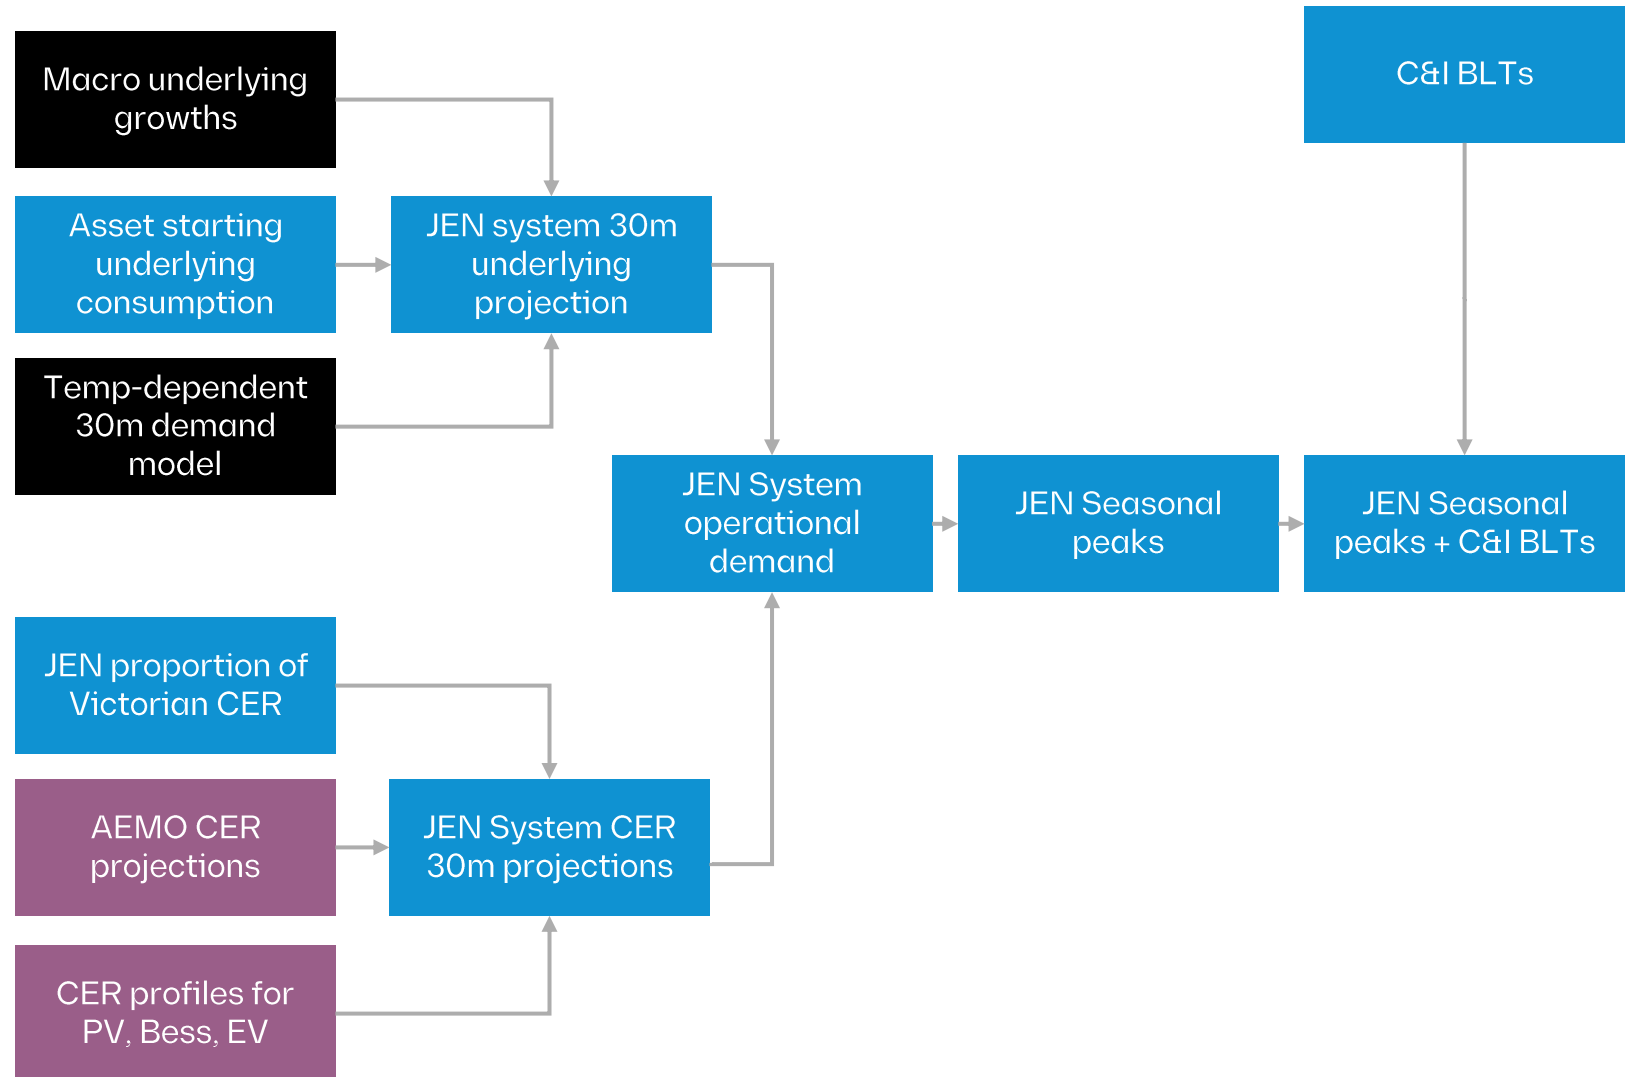 Macro underlying
growths
C&I BLTs
Asset starting
underlying
consumption
JEN system 30m
underlying
projection
Temp-dependent
30m demand
model
JEN System
operational
demand
JEN Seasonal
peaks
JEN Seasonal
peaks + C&I BLTs
JEN proportion of
Victorian CER
AEMO CER
projections
JEN System CER
30m projections
CER profiles for
PV, Bess, EV